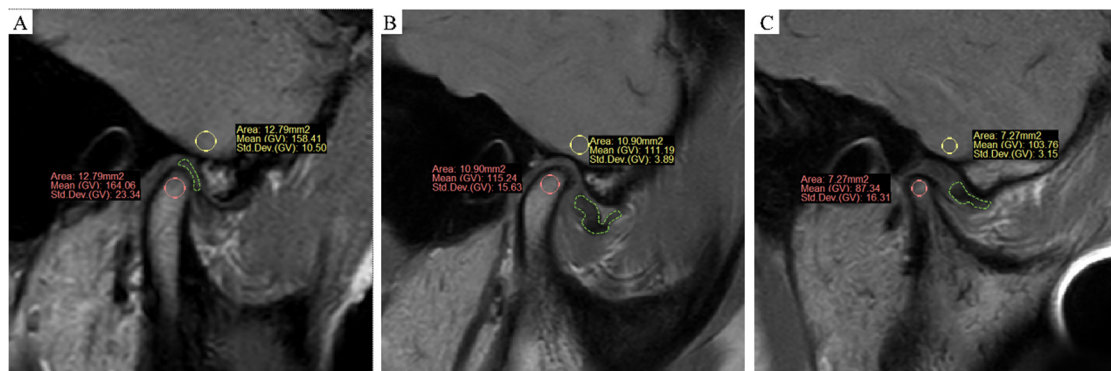 A
Area: 12.79mm2
Mean (GV): 158.41
Std.Dev.(GV): 10.50
Area: 12.79mm2
Mean (GV): 164.06
Std.Dev.(GV): 23.34
B
Area: 10.90mm2
Mean (GV): 111.19
Std.Dev.(GV): 3.89
Area: 10.90mm2
Mean (GV): 115.24
Std.Dev.(GV): 15.63
C
Area: 7.27mm2
Mean (GV): 103.76
Std.Dev.(GV): 3.15
Area: 7.27mm2
Mean (GV): 87.34
Std.Dev.(GV): 16.31